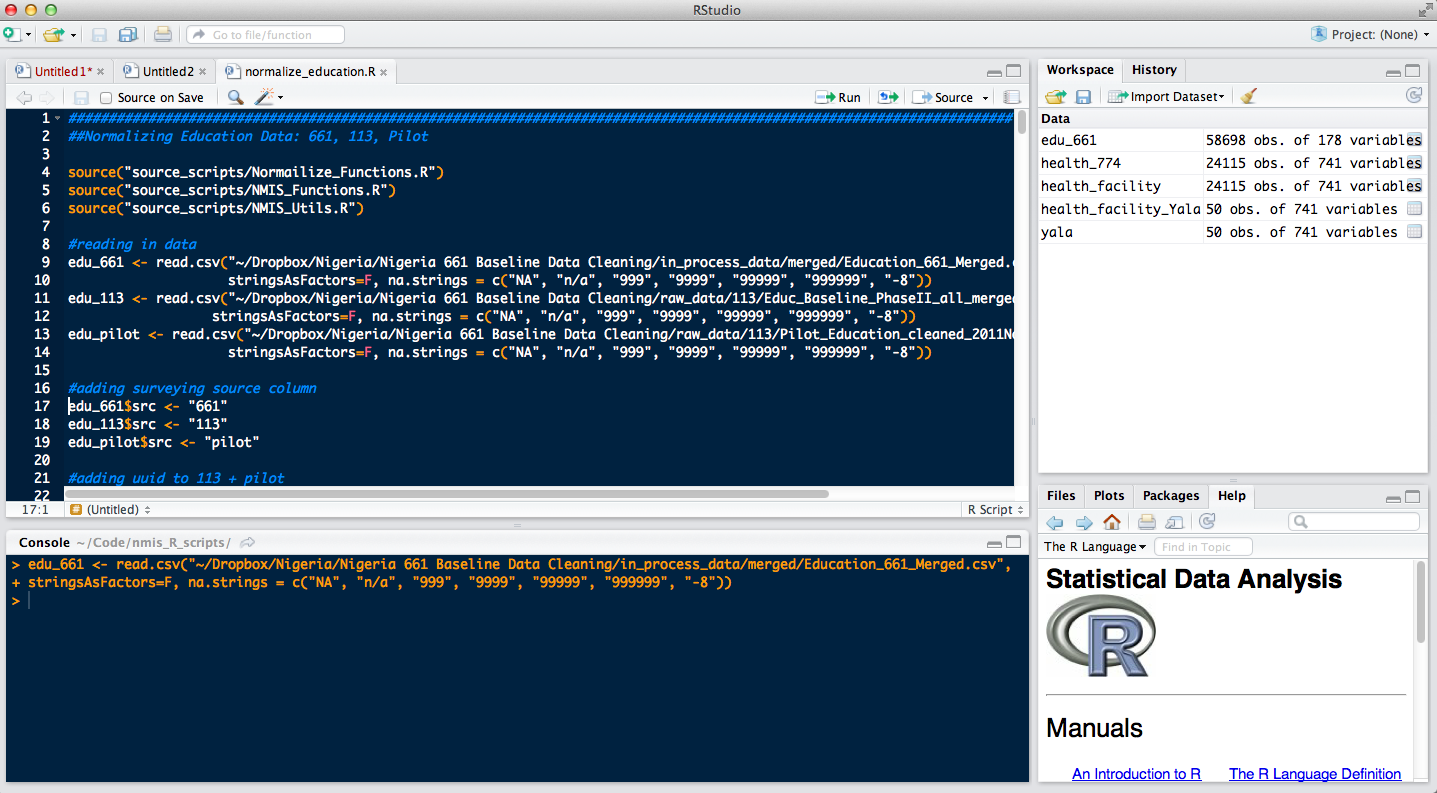 RStudio
Go to file/function
Project: (None)
Untitled1*
Untitled2
normalize_education.R
Source on Save
Run
Source
1 ########################################################################################################################
2 ##Normalizing Education Data: 661, 113, Pilot
3
4 source("source_scripts/Normailize_Functions.R")
5 source("source_scripts/NMIS_Functions.R")
6 source("source_scripts/NMIS_Utils.R")
7
8 #reading in data
9 edu_661 <- read.csv("~/Dropbox/Nigeria/Nigeria 661 Baseline Data Cleaning/in_process_data/merged/Education_661_Merged.c
10 stringsAsFactors=F, na.strings = c("NA", "n/a", "999", "9999", "99999", "999999", "-8"))
11 edu_113 <- read.csv("~/Dropbox/Nigeria/Nigeria 661 Baseline Data Cleaning/raw_data/113/Educ_Baseline_PhaseII_all_merged
12 stringsAsFactors=F, na.strings = c("NA", "n/a", "999", "9999", "99999", "999999", "-8"))
13 edu_pilot <- read.csv("~/Dropbox/Nigeria/Nigeria 661 Baseline Data Cleaning/raw_data/113/Pilot_Education_cleaned_2011No
14 stringsAsFactors=F, na.strings = c("NA", "n/a", "999", "9999", "99999", "999999", "-8"))
15
16 #adding surveying source column
17 edu_661$src <- "661"
18 edu_113$src <- "113"
19 edu_pilot$src <- "pilot"
20
21 #adding uuid to 113 + pilot
22
17:1
(Untitled)
R Script
Console ~/Code/nmis_R_scripts/
> edu_661 <- read.csv("~/Dropbox/Nigeria/Nigeria 661 Baseline Data Cleaning/in_process_data/merged/Education_661_Merged.csv",
+ stringsAsFactors=F, na.strings = c("NA", "n/a", "999", "9999", "99999", "999999", "-8"))
>
Workspace
History
Import Dataset
Data
edu_661 58698 obs. of 178 variables
health_774 24115 obs. of 741 variables
health_facility 24115 obs. of 741 variables
health_facility_Yala 50 obs. of 741 variables
yala 50 obs. of 741 variables
Files
Plots
Packages
Help
The R Language
Find in Topic
Statistical Data Analysis
R
Manuals
An Introduction to R
The R Language Definition